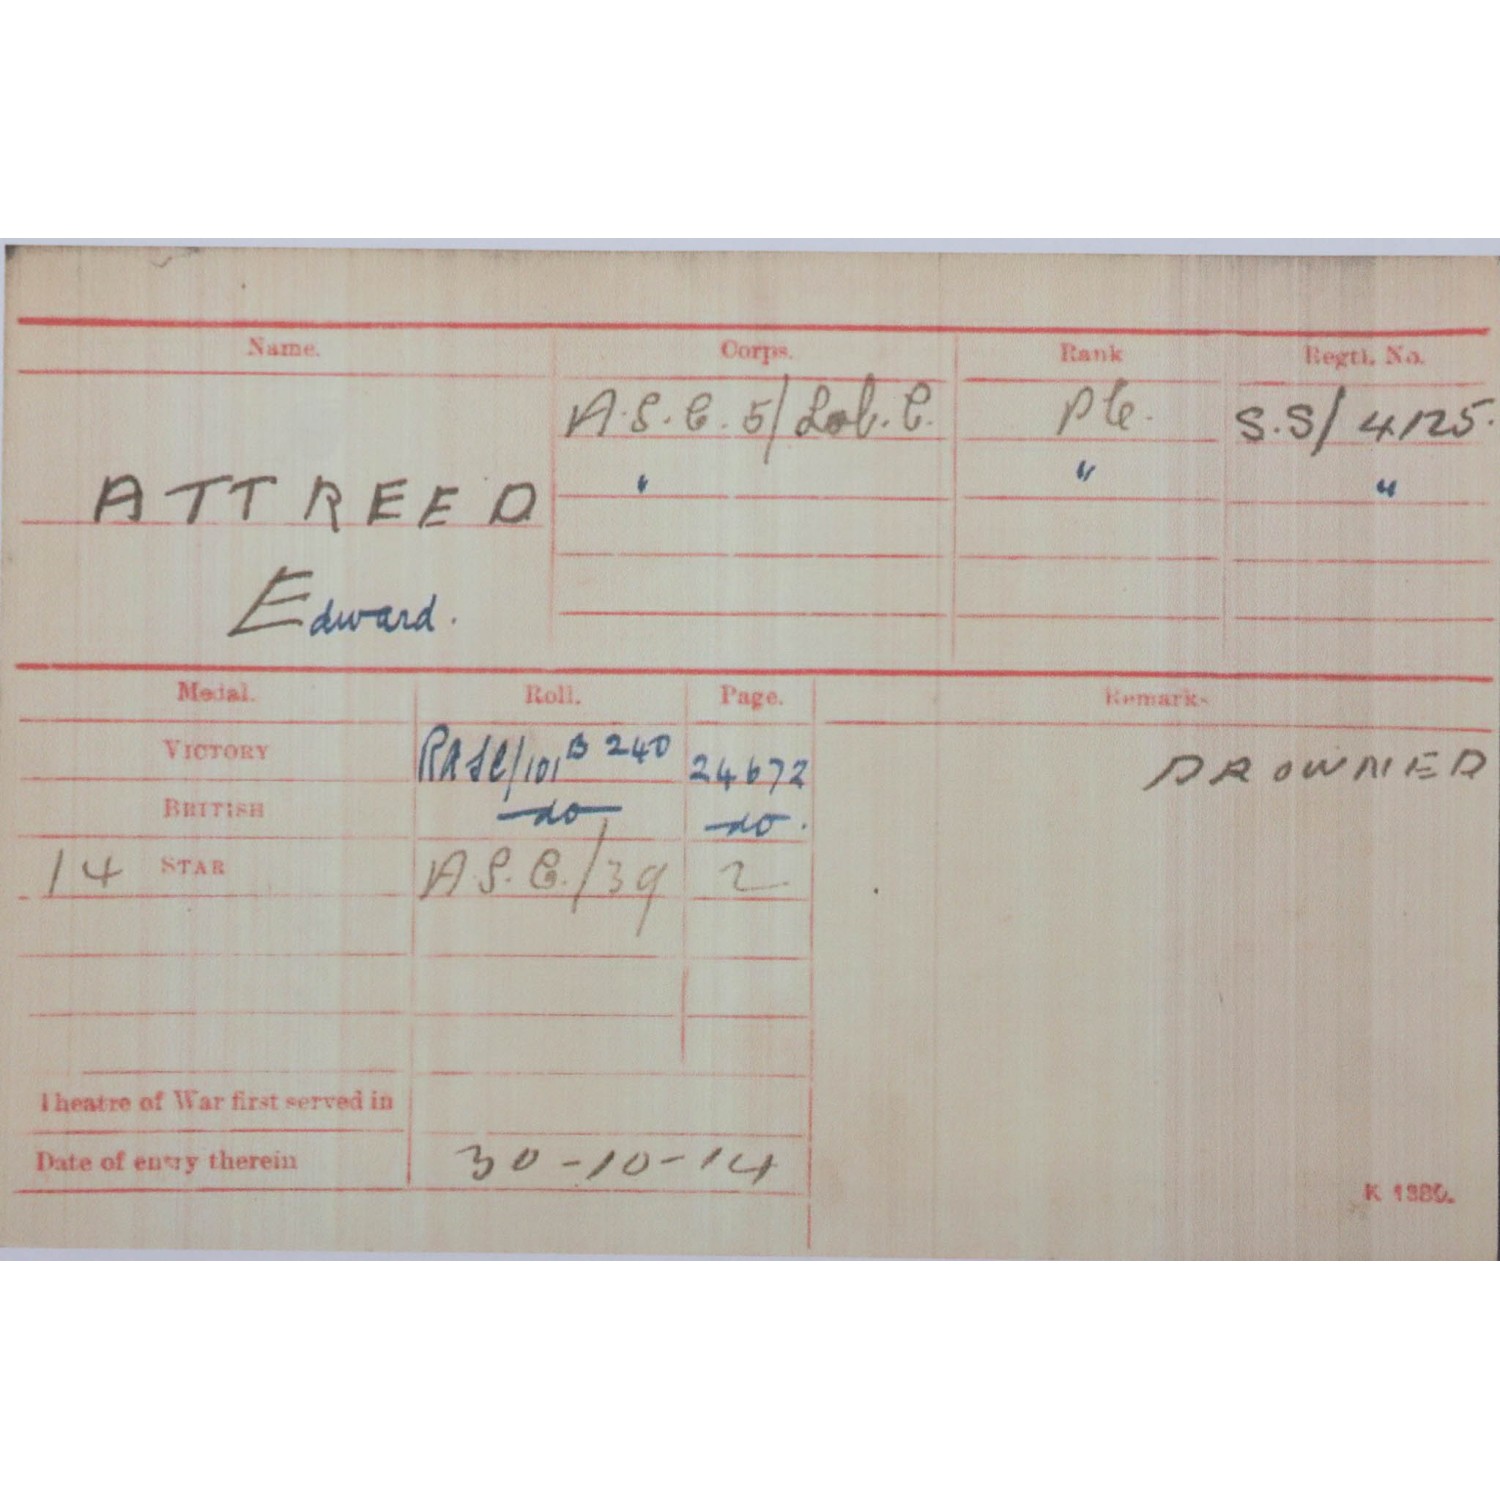 Name. Corps. Rank Regtl. No.
A.S.C. 5/Lab. C. Pte. S.S/ 4125.
" " "
ATTREED
Edward.
Medal. Roll. Page. Remarks
VICTORY RASC/101 B 240 24672 DROWNED
BRITISH do do.
14 STAR A.S.C./39 2.
Theatre of War first served in
Date of entry therein 30-10-14
K 1380.